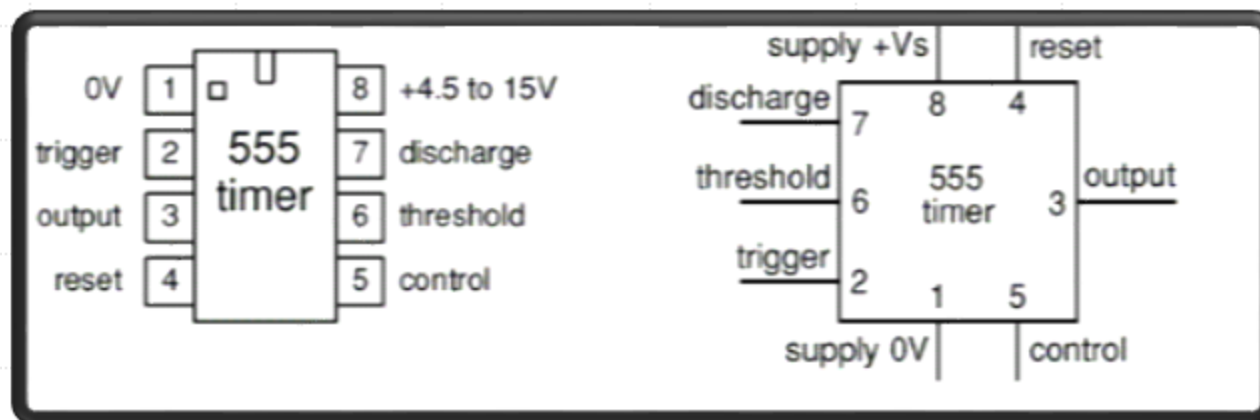 0V 1 8 +4.5 to 15V
trigger 2 555 7 discharge
timer
output 3 6 threshold
reset 4 5 control
supply +Vs reset
discharge 7 8 4
threshold 6 555 3 output
timer
trigger 2 1 5
supply 0V control